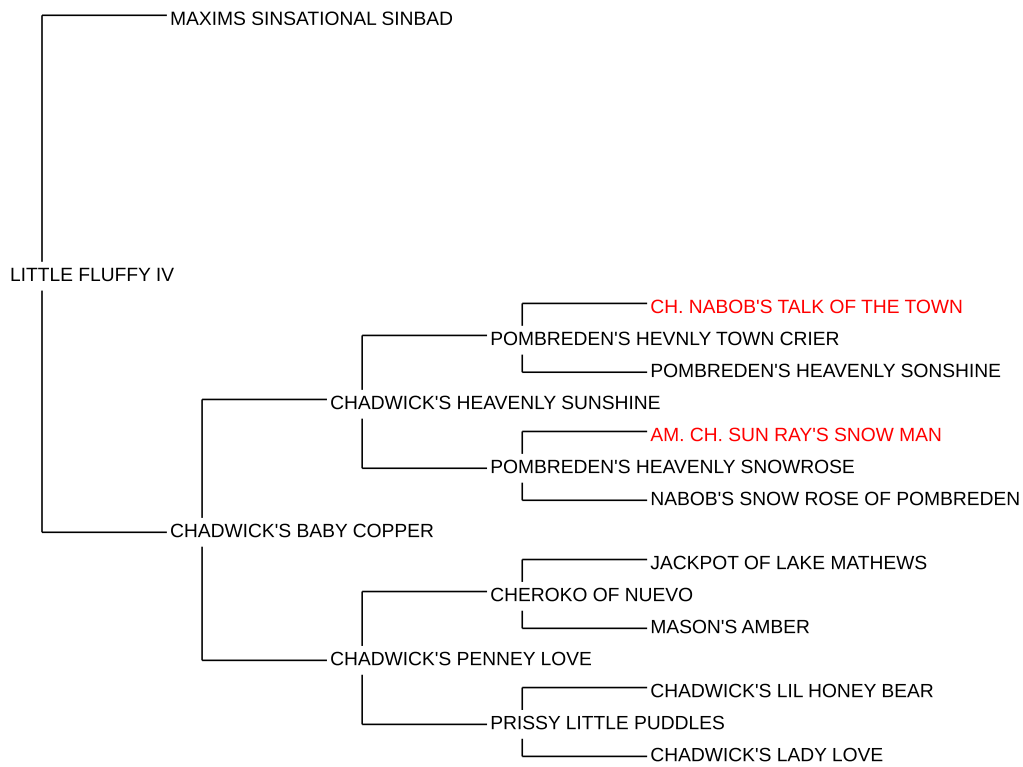 MAXIMS SINSATIONAL SINBAD
LITTLE FLUFFY IV
CH. NABOB'S TALK OF THE TOWN
POMBREDEN'S HEVNLY TOWN CRIER
POMBREDEN'S HEAVENLY SONSHINE
CHADWICK'S HEAVENLY SUNSHINE
AM. CH. SUN RAY'S SNOW MAN
POMBREDEN'S HEAVENLY SNOWROSE
NABOB'S SNOW ROSE OF POMBREDEN
CHADWICK'S BABY COPPER
JACKPOT OF LAKE MATHEWS
CHEROKO OF NUEVO
MASON'S AMBER
CHADWICK'S PENNEY LOVE
CHADWICK'S LIL HONEY BEAR
PRISSY LITTLE PUDDLES
CHADWICK'S LADY LOVE